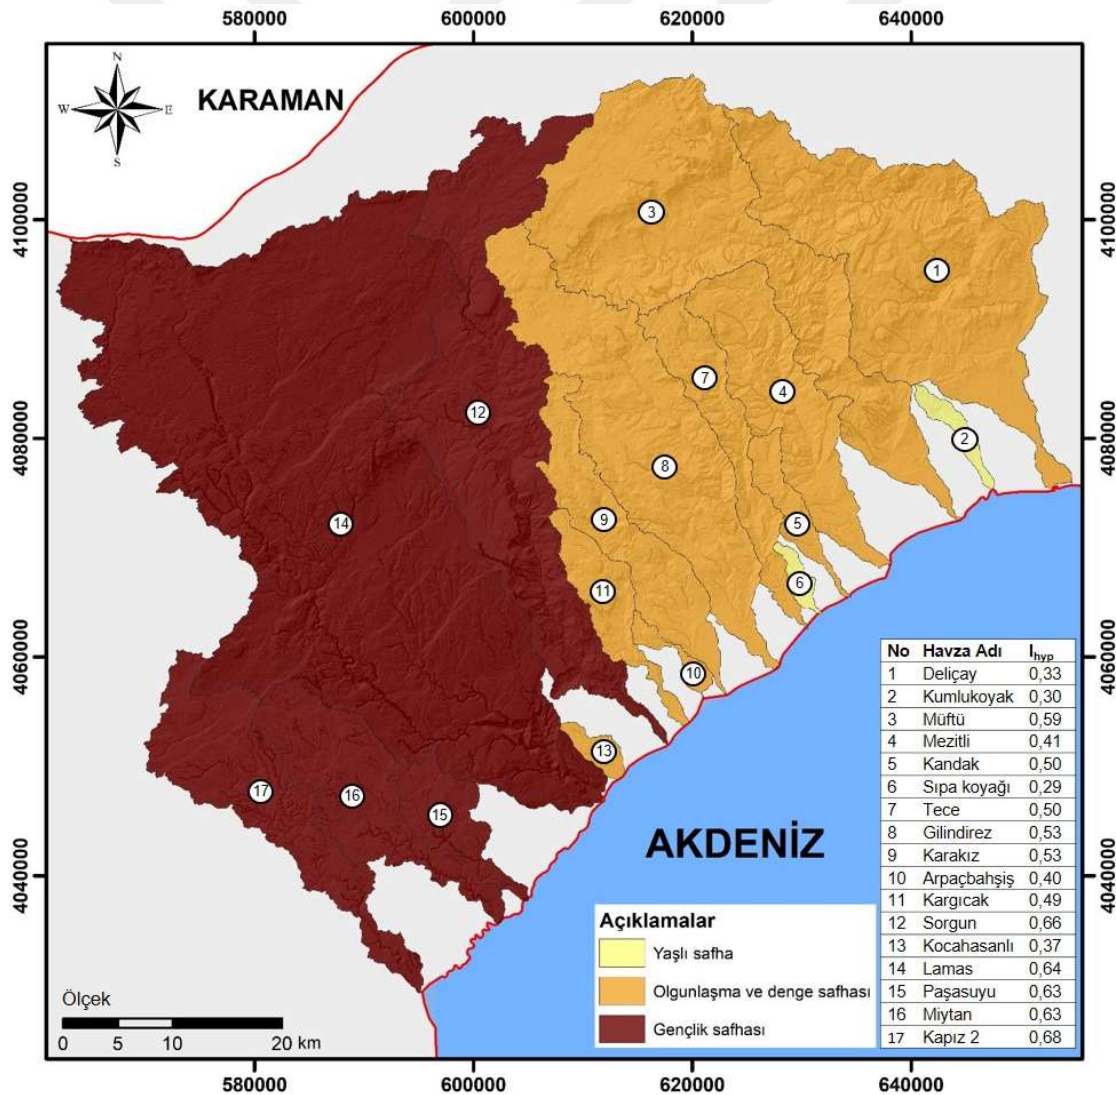 580000 600000 620000 640000
KARAMAN
N
W E
S
4100000 4100000
4080000 4080000
4060000 4060000
4040000 4040000
3
1
7
4
12
2
8
14
9
5
6
11
10
13
17
16
15
AKDENİZ
No Havza Adı Ihyp
1 Deliçay 0,33
2 Kumlukoyak 0,30
3 Müftü 0,59
4 Mezitli 0,41
5 Kandak 0,50
6 Sıpa koyağı 0,29
7 Tece 0,50
8 Gilindirez 0,53
9 Karakız 0,53
10 Arpaçbahşiş 0,40
11 Kargıcak 0,49
12 Sorgun 0,66
13 Kocahasanlı 0,37
14 Lamas 0,64
15 Paşasuyu 0,63
16 Miytan 0,63
17 Kapız 2 0,68
Açıklamalar
Yaşlı safha
Olgunlaşma ve denge safhası
Gençlik safhası
Ölçek
0 5 10 20 km
580000 600000 620000 640000